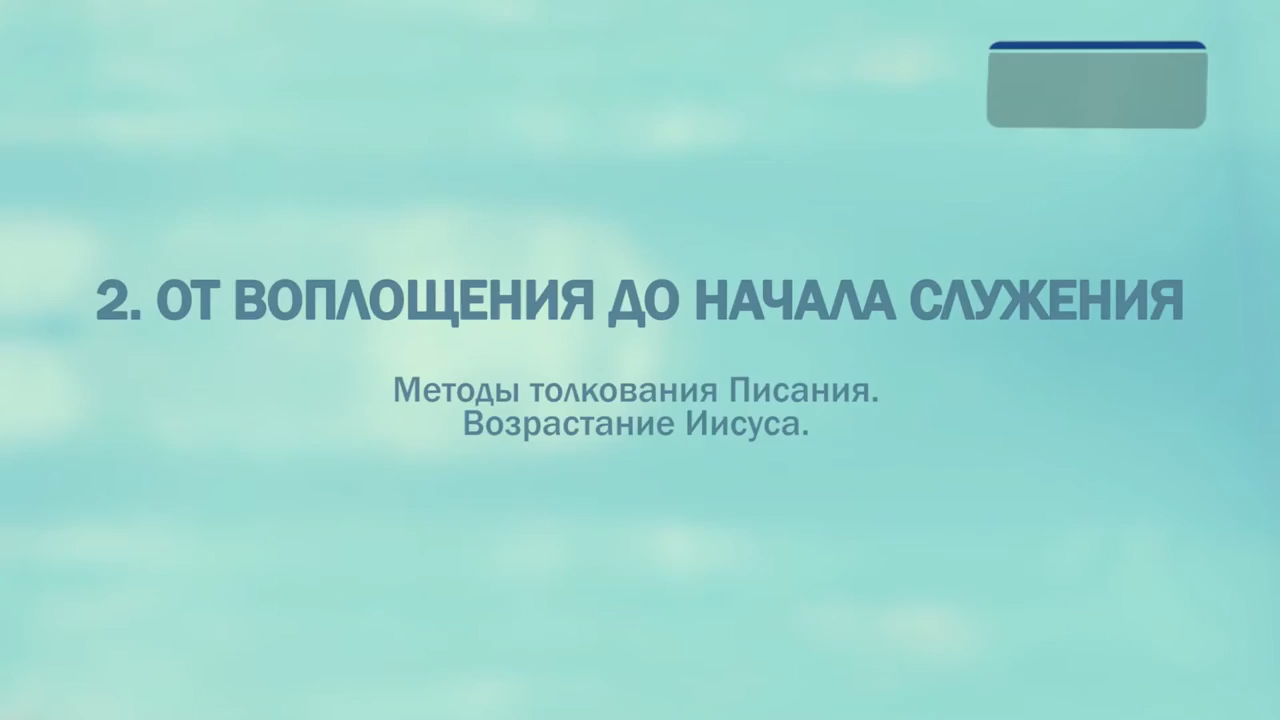 2. ОТ ВОПЛОЩЕНИЯ ДО НАЧАЛА СЛУЖЕНИЯ
Методы толкования Писания.
Возрастание Иисуса.